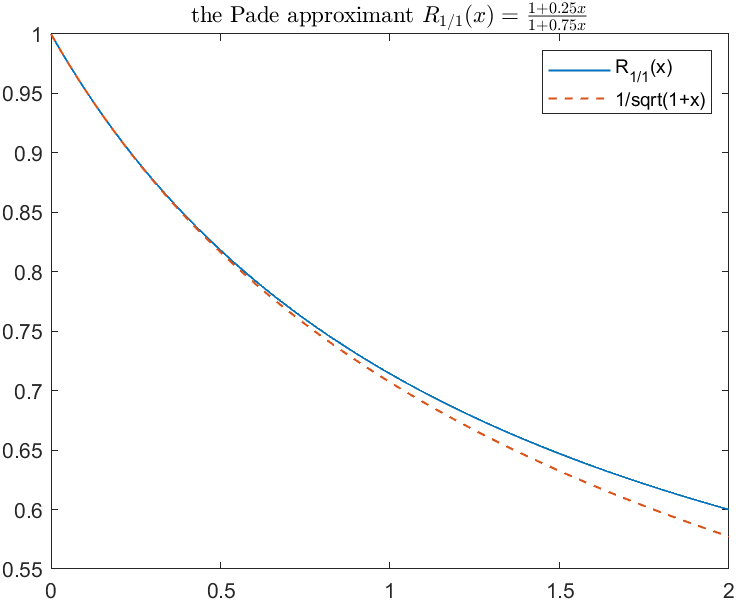 the Pade approximant $R_{1/1}(x) = \frac{1+0.25x}{1+0.75x}$
1
0.95
0.9
0.85
0.8
0.75
0.7
0.65
0.6
0.55
R_{1/1}(x)
1/sqrt(1+x)
0 0.5 1 1.5 2